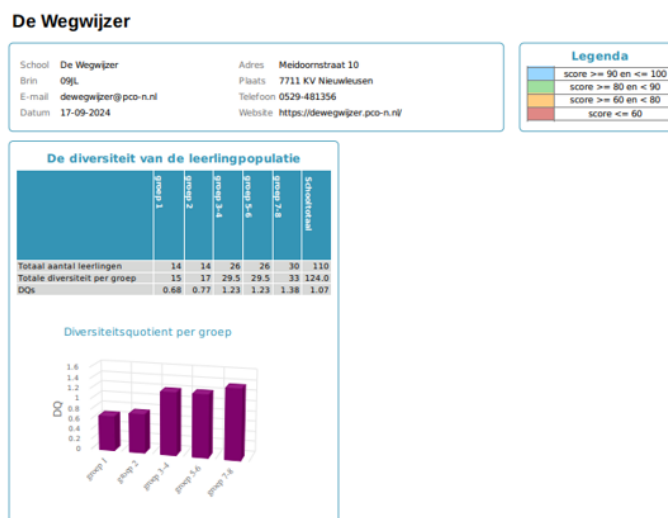 De Wegwijzer
School De Wegwijzer
Brin 09JL
E-mail dewegwijzer@pco-n.nl
Datum 17-09-2024
Adres Meidoornstraat 10
Plaats 7711 KV Nieuwleusen
Telefoon 0529-481356
Website https://dewegwijzer.pco-n.nl/
Legenda
score >= 90 en <= 100
score >= 80 en < 90
score >= 60 en < 80
score <= 60
De diversiteit van de leerlingpopulatie
groep 1 groep 2 groep 3-4 groep 5-6 groep 7-8 Schooltotaal
Totaal aantal leerlingen 14 14 26 26 30 110
Totale diversiteit per groep 15 17 29.5 29.5 33 124.0
DQs 0.68 0.77 1.23 1.23 1.38 1.07
Diversiteitsquotient per groep
DQ
1.6
1.4
1.2
1
0.8
0.6
0.4
0.2
0
groep 1 groep 2 groep 3-4 groep 5-6 groep 7-8